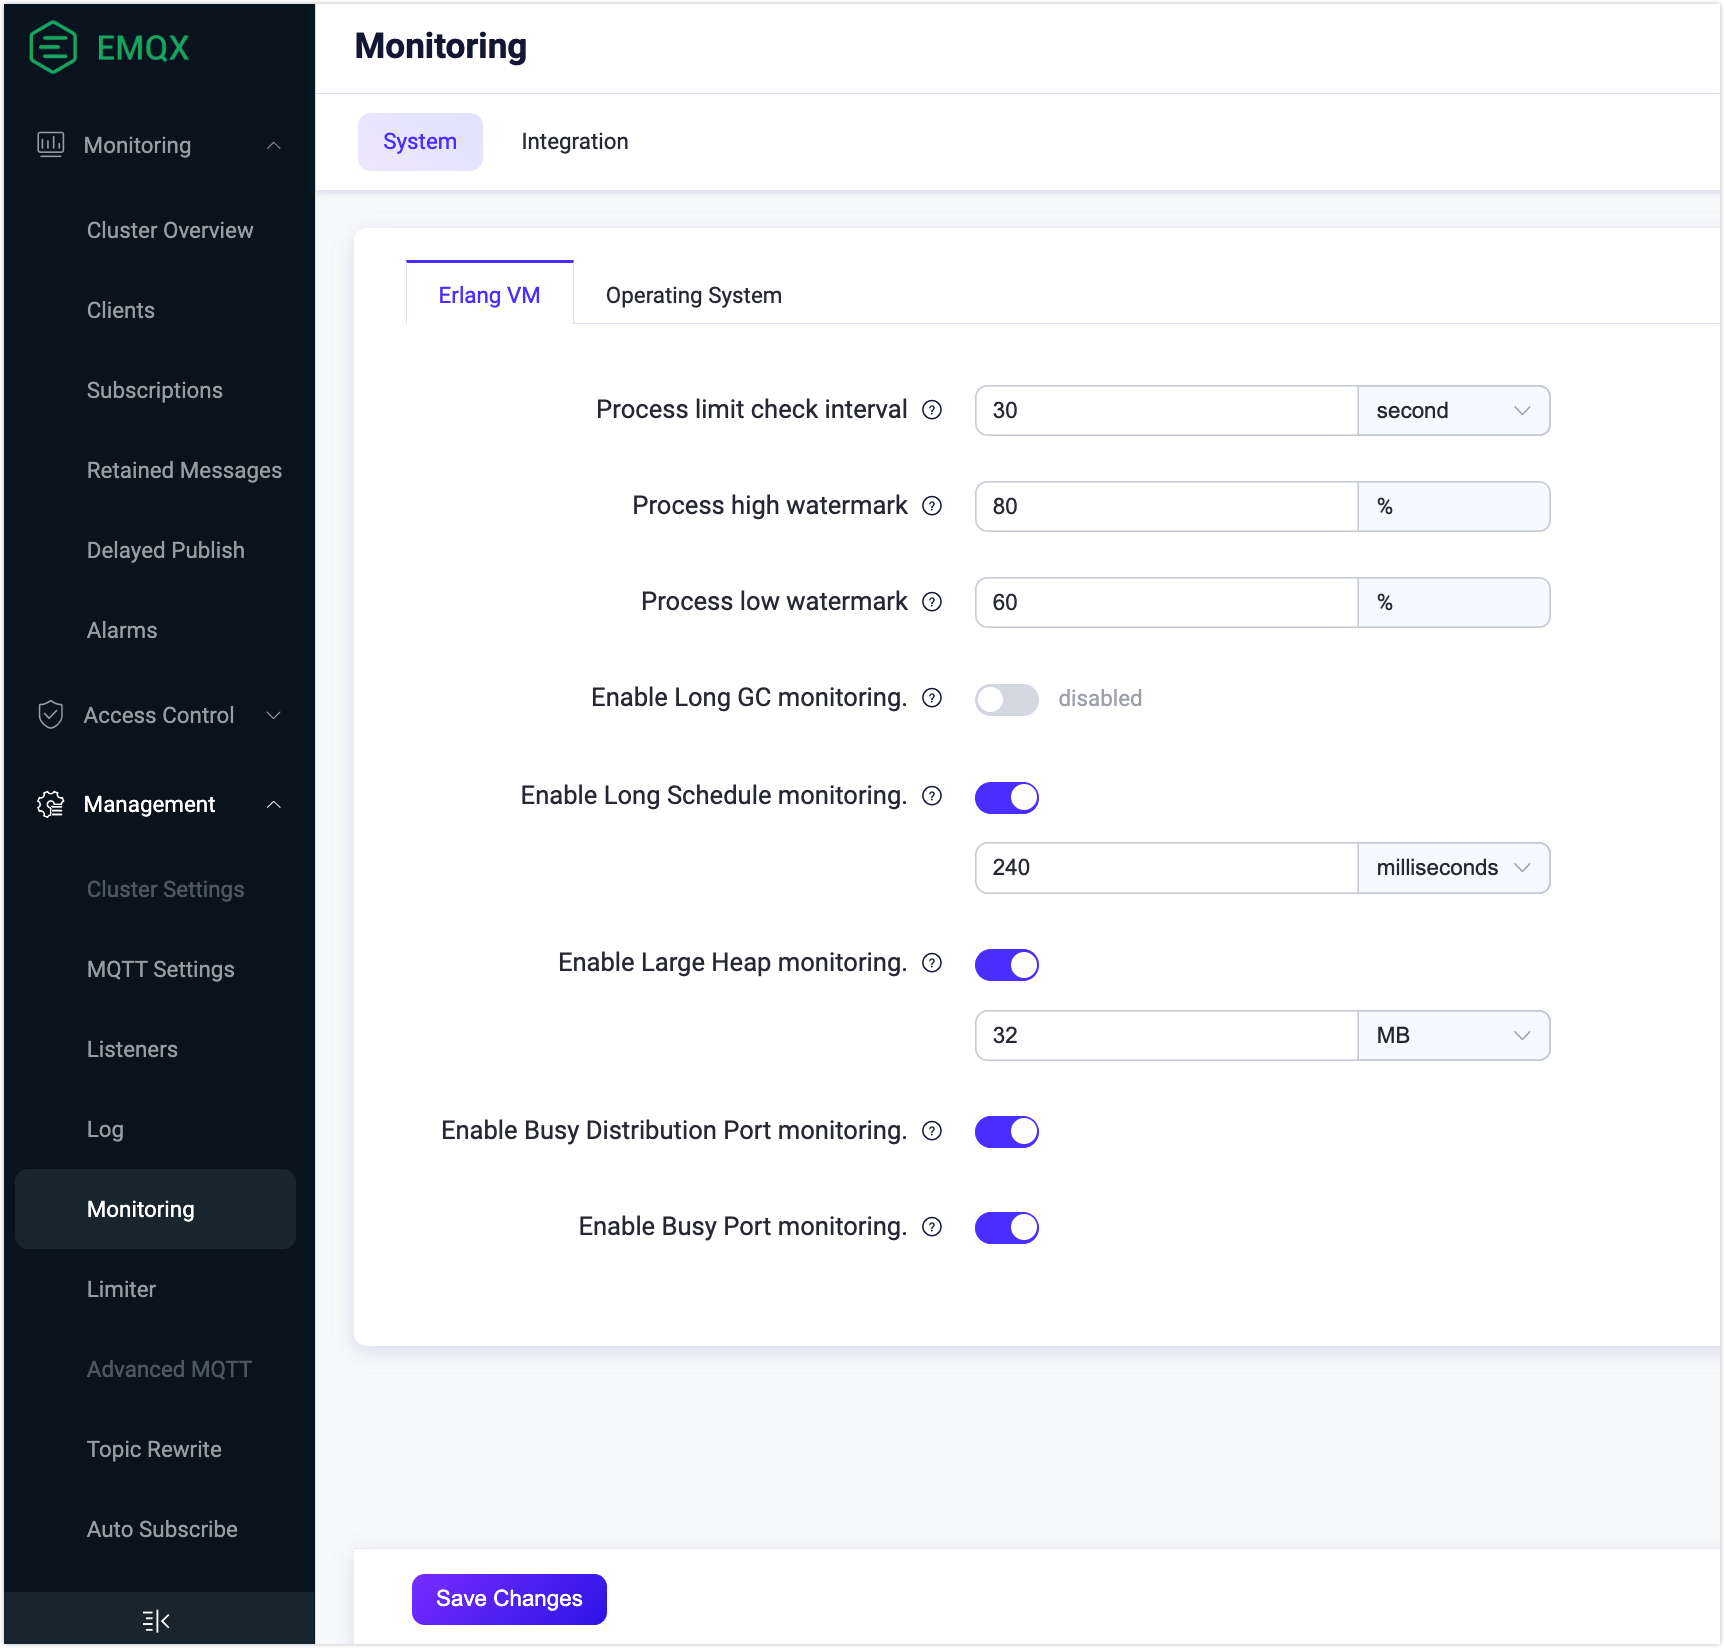 EMQX
Monitoring
Cluster Overview
Clients
Subscriptions
Retained Messages
Delayed Publish
Alarms
Access Control
Management
Cluster Settings
MQTT Settings
Listeners
Log
Monitoring
Limiter
Advanced MQTT
Topic Rewrite
Auto Subscribe
Monitoring
System Integration
Erlang VM Operating System
Process limit check interval ? 30 second
Process high watermark ? 80 %
Process low watermark ? 60 %
Enable Long GC monitoring. ? disabled
Enable Long Schedule monitoring. ?
240 milliseconds
Enable Large Heap monitoring. ?
32 MB
Enable Busy Distribution Port monitoring. ?
Enable Busy Port monitoring. ?
Save Changes